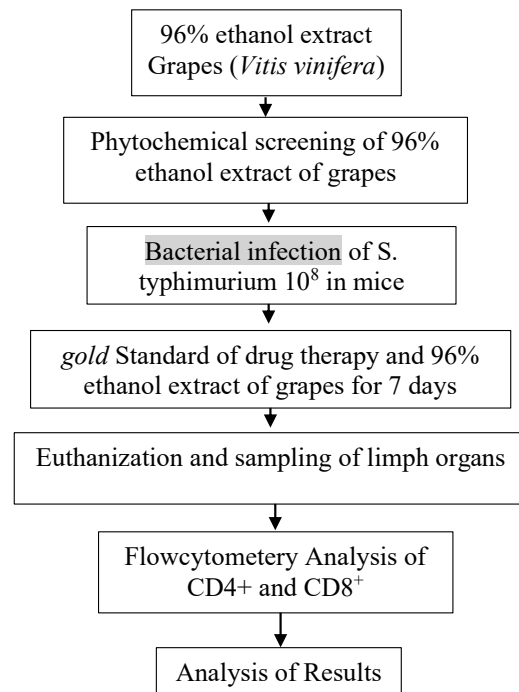 96% ethanol extract
Grapes (Vitis vinifera)
Phytochemical screening of 96%
ethanol extract of grapes
Bacterial infection of S.
typhimurium 10⁸ in mice
gold Standard of drug therapy and 96%
ethanol extract of grapes for 7 days
Euthanization and sampling of limph organs
Flowcytometery Analysis of
CD4+ and CD8⁺
Analysis of Results